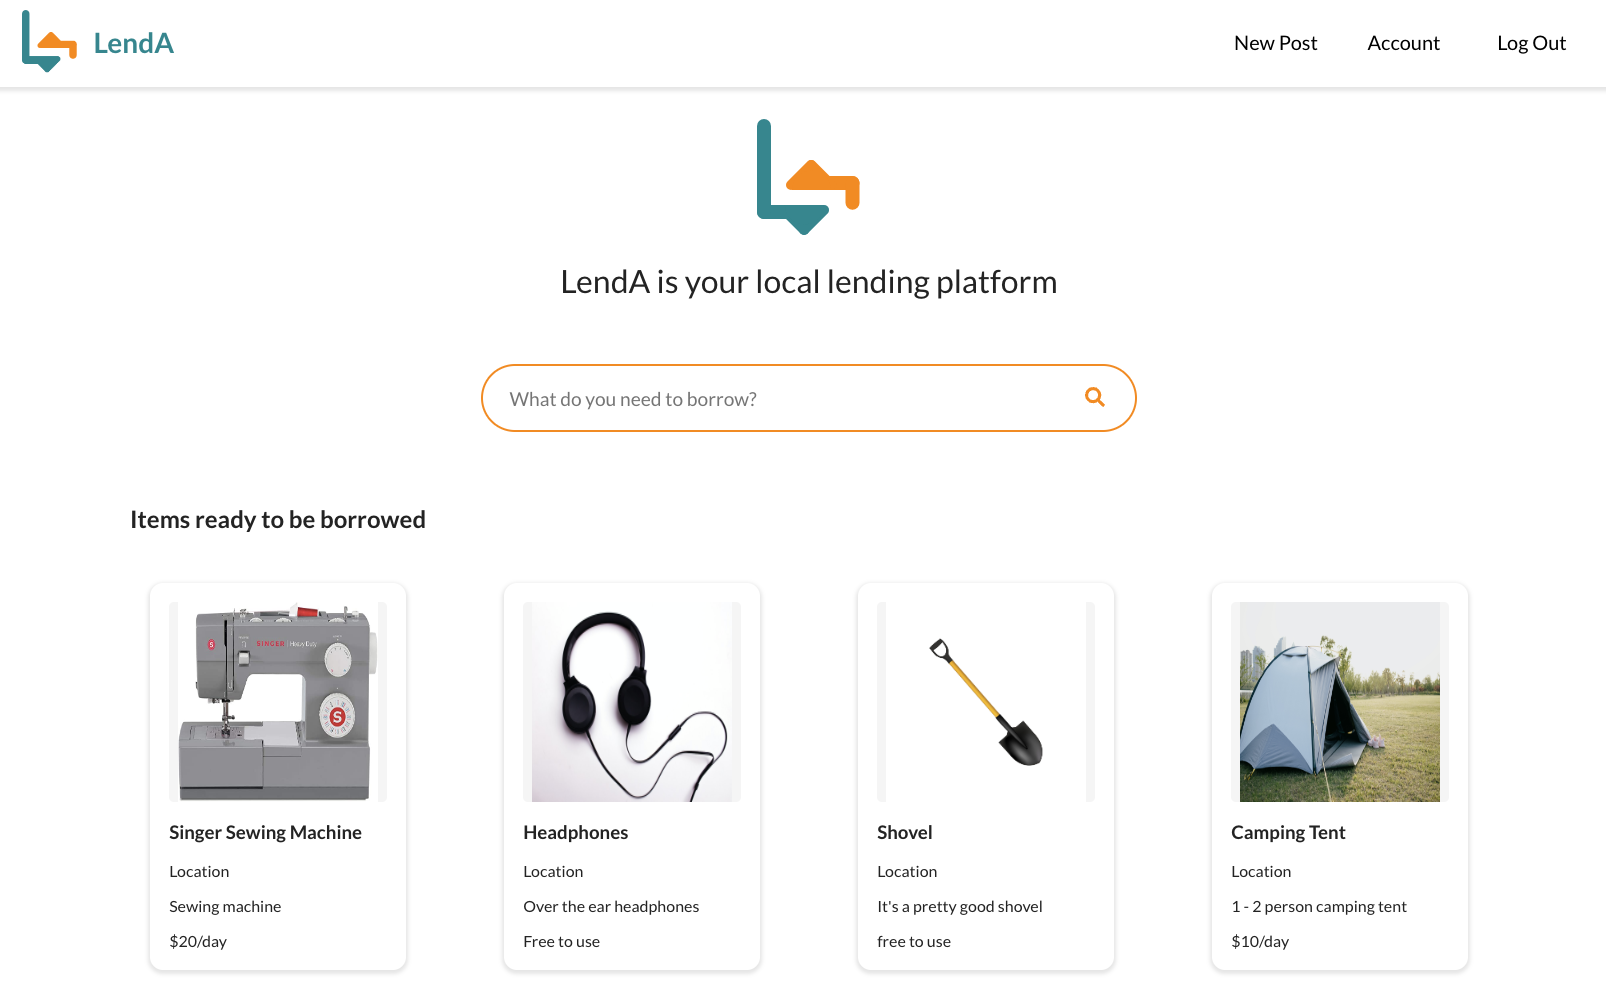 LendA
New Post Account Log Out
LendA is your local lending platform
What do you need to borrow?
Items ready to be borrowed
SINGER Heavy Duty
S
S
Singer Sewing Machine
Location
Sewing machine
$20/day
Headphones
Location
Over the ear headphones
Free to use
Shovel
Location
It's a pretty good shovel
free to use
Camping Tent
Location
1 - 2 person camping tent
$10/day